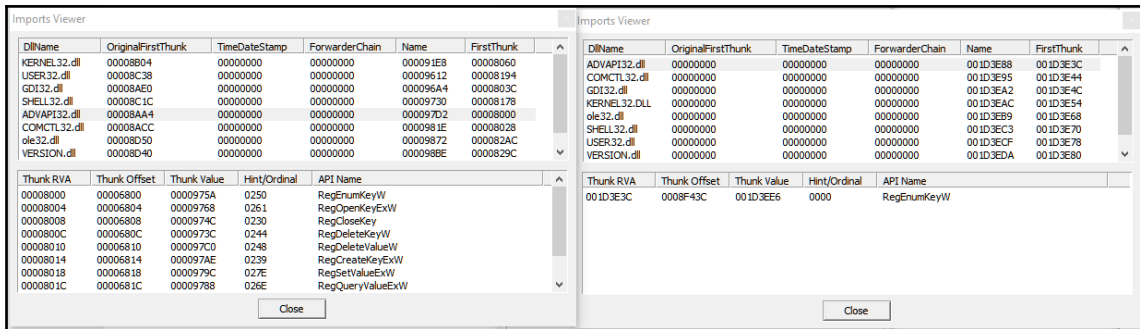 Imports Viewer
DllName OriginalFirstThunk TimeDateStamp ForwarderChain Name FirstThunk
KERNEL32.dll 00008B04 00000000 00000000 000091E8 00008060
USER32.dll 00008C38 00000000 00000000 00009612 00008194
GDI32.dll 00008AE0 00000000 00000000 000096A4 0000803C
SHELL32.dll 00008C1C 00000000 00000000 00009730 00008178
ADVAPI32.dll 00008AA4 00000000 00000000 000097D2 00008000
COMCTL32.dll 00008ACC 00000000 00000000 0000981E 00008028
ole32.dll 00008D50 00000000 00000000 00009872 000082AC
VERSION.dll 00008D40 00000000 00000000 000098BE 0000829C
Thunk RVA Thunk Offset Thunk Value Hint/Ordinal API Name
00008000 00006800 0000975A 0250 RegEnumKeyW
00008004 00006804 00009768 0261 RegOpenKeyExW
00008008 00006808 0000974C 0230 RegCloseKey
0000800C 0000680C 0000973C 0244 RegDeleteKeyW
00008010 00006810 000097C0 0248 RegDeleteValueW
00008014 00006814 000097AE 0239 RegCreateKeyExW
00008018 00006818 0000979C 027E RegSetValueExW
0000801C 0000681C 00009788 026E RegQueryValueExW
Close
Imports Viewer
DllName OriginalFirstThunk TimeDateStamp ForwarderChain Name FirstThunk
ADVAPI32.dll 00000000 00000000 00000000 001D3E88 001D3E3C
COMCTL32.dll 00000000 00000000 00000000 001D3E95 001D3E44
GDI32.dll 00000000 00000000 00000000 001D3EA2 001D3E4C
KERNEL32.DLL 00000000 00000000 00000000 001D3EAC 001D3E54
ole32.dll 00000000 00000000 00000000 001D3EB9 001D3E68
SHELL32.dll 00000000 00000000 00000000 001D3EC3 001D3E70
USER32.dll 00000000 00000000 00000000 001D3ECF 001D3E78
VERSION.dll 00000000 00000000 00000000 001D3EDA 001D3E80
Thunk RVA Thunk Offset Thunk Value Hint/Ordinal API Name
001D3E3C 0008F43C 001D3EE6 0000 RegEnumKeyW
Close